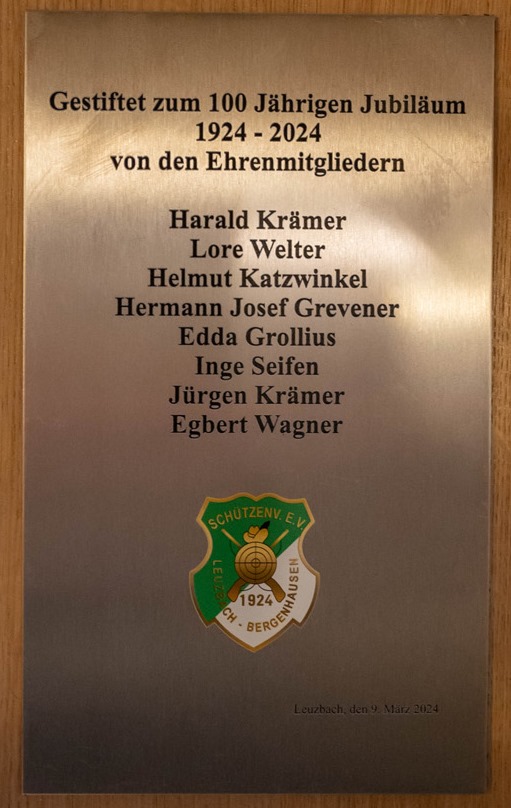 Gestiftet zum 100 Jährigen Jubiläum
1924 - 2024
von den Ehrenmitgliedern
Harald Krämer
Lore Welter
Helmut Katzwinkel
Hermann Josef Grevener
Edda Grollius
Inge Seifen
Jürgen Krämer
Egbert Wagner
SCHÜTZENV. E.V.
1924
LEUZBACH - BERGENHAUSEN
Leuzbach, den 9. März 2024